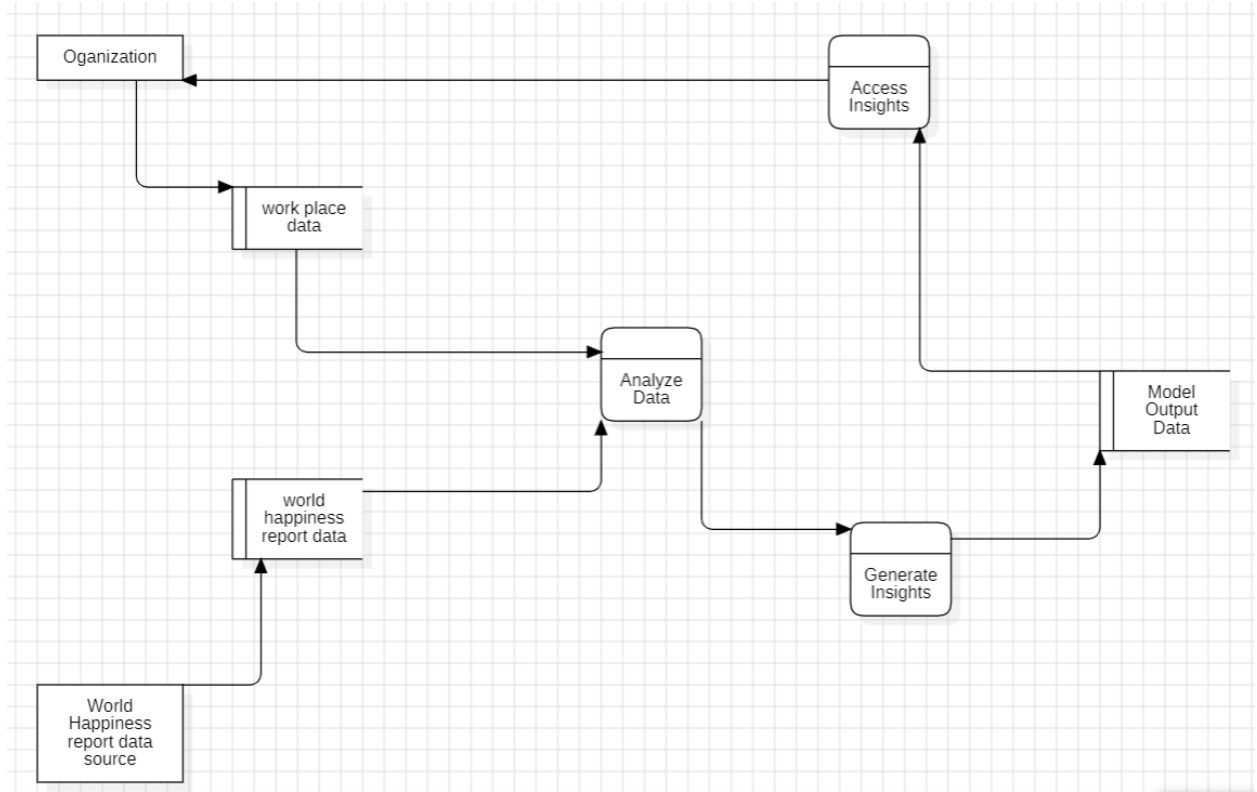 Oganization
Access
Insights
work place
data
Analyze
Data
Model
Output
Data
world
happiness
report data
Generate
Insights
World
Happiness
report data
source